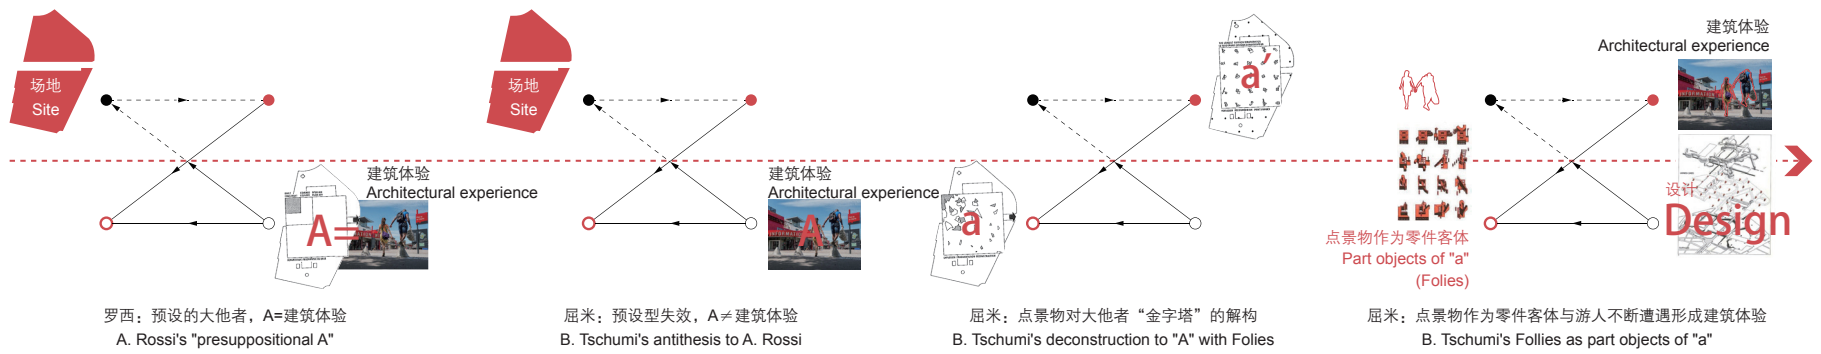 场地
Site
A=
建筑体验
Architectural experience
罗西：预设的大他者，A=建筑体验
A. Rossi's "presuppositional A"
场地
Site
建筑体验
Architectural experience
A
屈米：预设型失效，A≠建筑体验
B. Tschumi's antithesis to A. Rossi
a
a′
屈米：点景物对大他者“金字塔”的解构
B. Tschumi's deconstruction to "A" with Folies
建筑体验
Architectural experience
点景物作为零件客体
Part objects of "a"
(Folies)
设计
Design
屈米：点景物作为零件客体与游人不断遭遇形成建筑体验
B. Tschumi's Follies as part objects of "a"